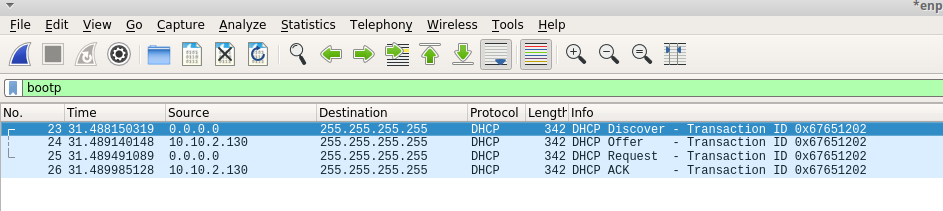 *enp
File Edit View Go Capture Analyze Statistics Telephony Wireless Tools Help
bootp
No. Time Source Destination Protocol Length Info
23 31.488150319 0.0.0.0 255.255.255.255 DHCP 342 DHCP Discover - Transaction ID 0x67651202
24 31.489140148 10.10.2.130 255.255.255.255 DHCP 342 DHCP Offer - Transaction ID 0x67651202
25 31.489491089 0.0.0.0 255.255.255.255 DHCP 342 DHCP Request - Transaction ID 0x67651202
26 31.489985128 10.10.2.130 255.255.255.255 DHCP 342 DHCP ACK - Transaction ID 0x67651202